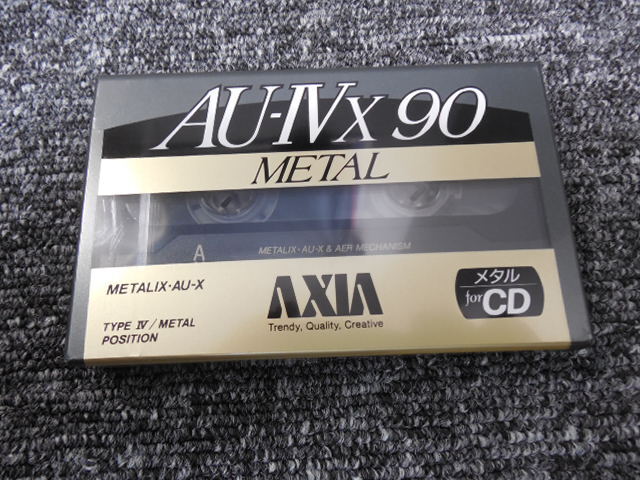 AU-IVx 90
METAL
A
METALIX·AU-X & AER MECHANISM
METALIX·AU-X
TYPE IV/METAL
POSITION
AXIA
Trendy, Quality, Creative
メタル
for CD